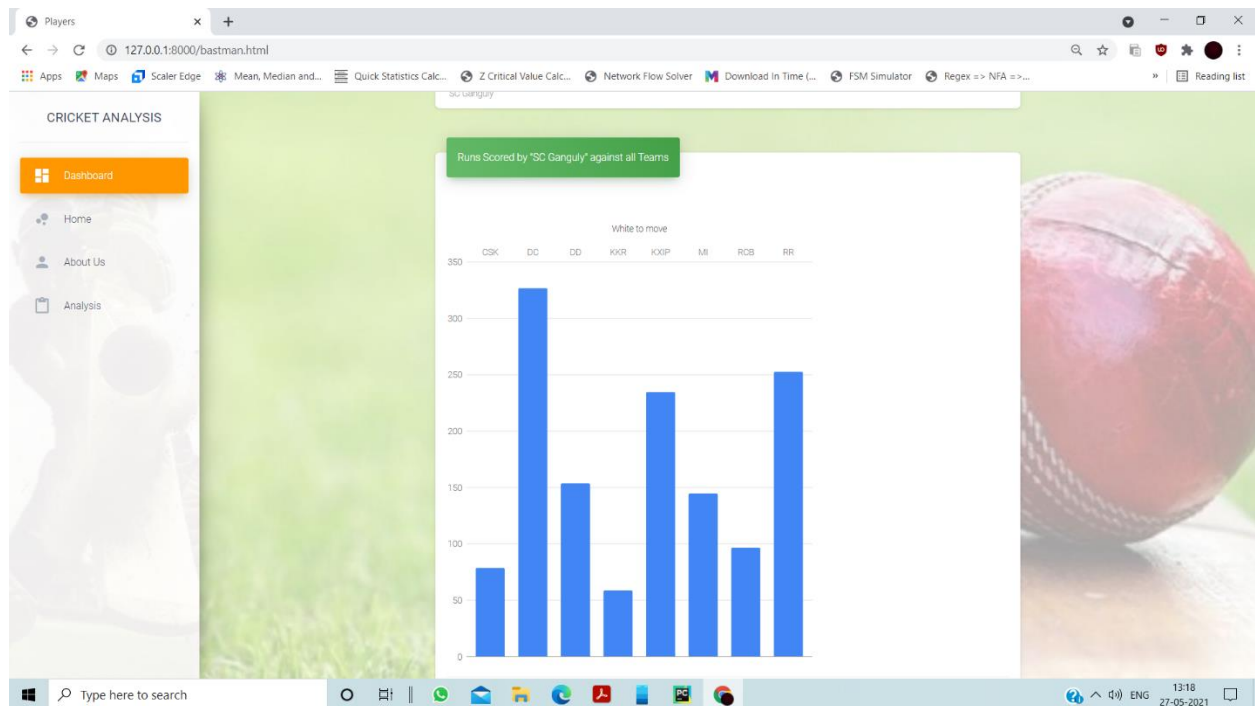 Players
127.0.0.1:8000/bastman.html
Apps Maps Scaler Edge Mean, Median and... Quick Statistics Calc... Z Critical Value Calc... Network Flow Solver Download In Time (... FSM Simulator Regex => NFA =>... » Reading list
SC Ganguly
CRICKET ANALYSIS
Dashboard
Home
About Us
Analysis
Runs Scored by "SC Ganguly" against all Teams
White to move
CSK DC DD KKR KXIP MI RCB RR
350
300
250
200
150
100
50
0
Type here to search
PC
ENG
13:18
27-05-2021